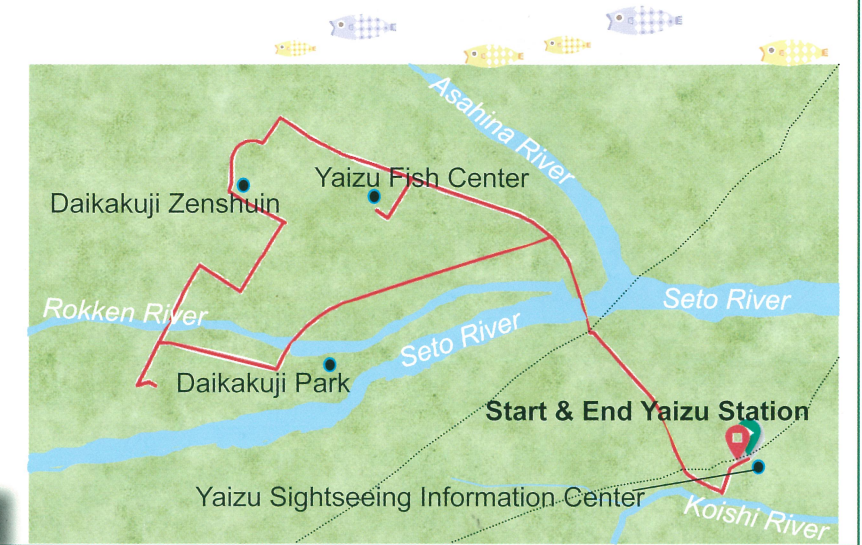 Asahina River
Yaizu Fish Center
Daikakuji Zenshuin
Rokken River
Seto River
Seto River
Daikakuji Park
Start & End Yaizu Station
Yaizu Sightseeing Information Center
Koishi River